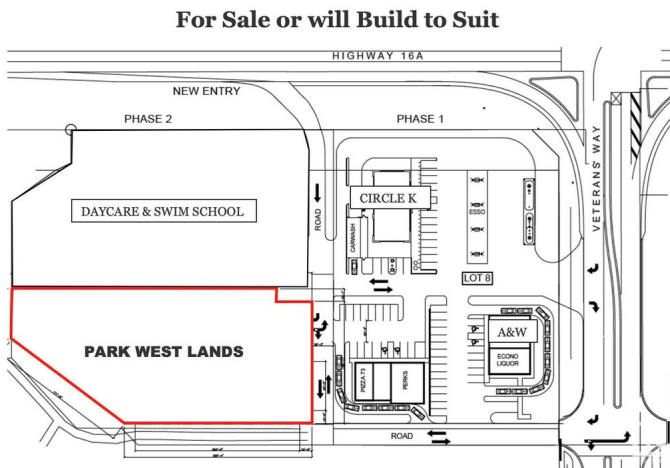 For Sale or will Build to Suit
HIGHWAY 16A
NEW ENTRY
PHASE 2
PHASE 1
VETERANS' WAY
DAYCARE & SWIM SCHOOL
ROAD
CIRCLE K
CARWASH
ESSO
LOT 8
A&W
PARK WEST LANDS
ECONO
LIQUOR
PIZZA 73
PERKS
ROAD